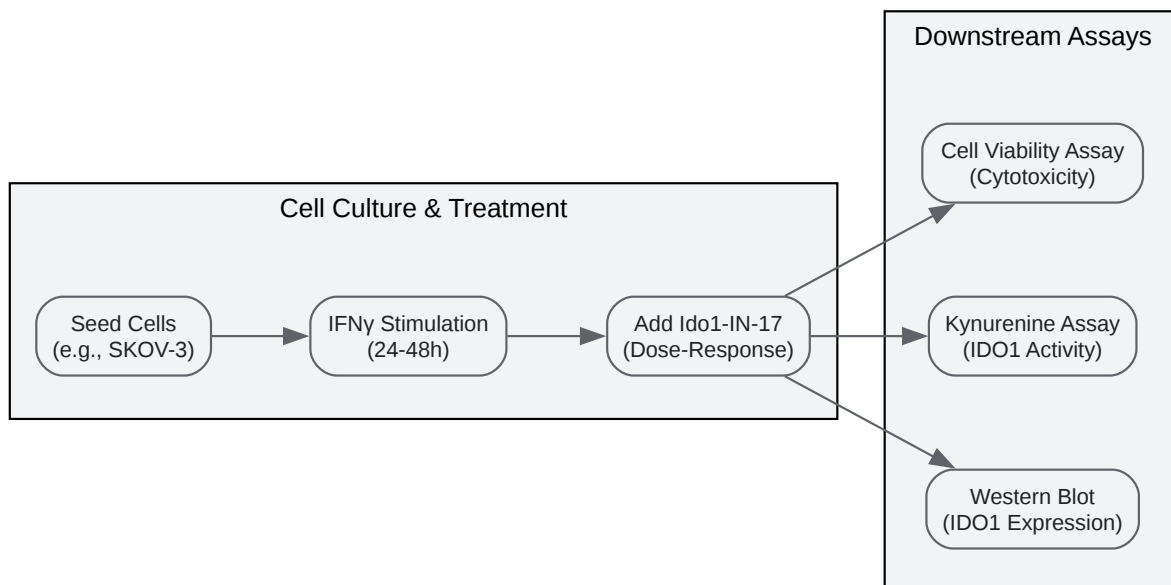 Downstream Assays
Cell Viability Assay
(Cytotoxicity)
Cell Culture & Treatment
Seed Cells
(e.g., SKOV-3)
IFNγ Stimulation
(24-48h)
Add Ido1-IN-17
(Dose-Response)
Kynurenine Assay
(IDO1 Activity)
Western Blot
(IDO1 Expression)